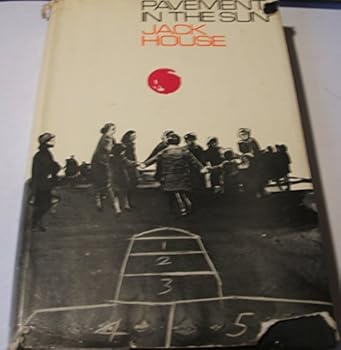 PAVEMENT
IN THE SUN
JACK
HOUSE
1
2
3
4 5